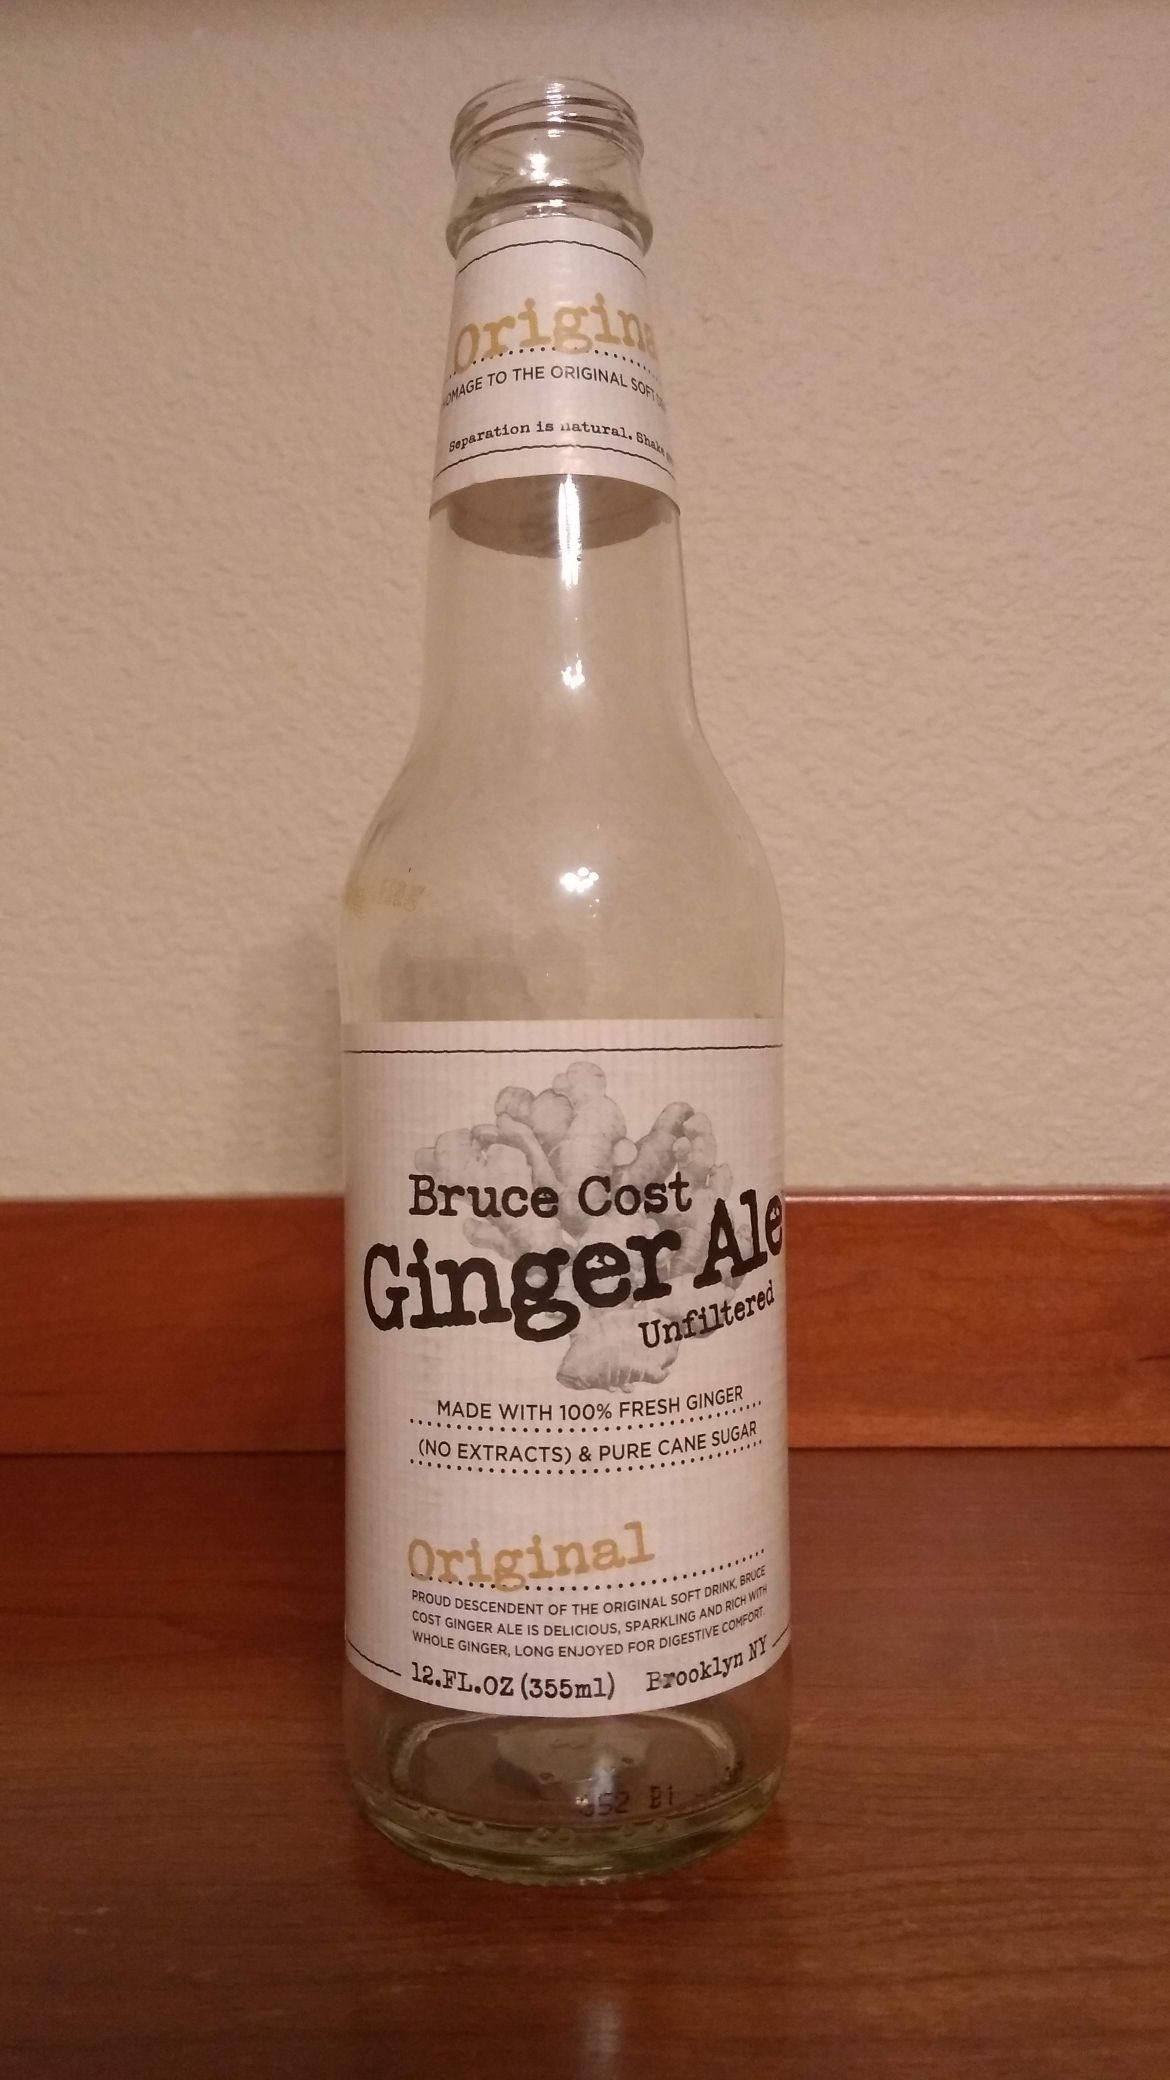 Origina
HOMAGE TO THE ORIGINAL SOFT
Separation is natural. Shake
Bruce Cost
Ginger Ale
Unfiltered
MADE WITH 100% FRESH GINGER
(NO EXTRACTS) & PURE CANE SUGAR
Original
PROUD DESCENDENT OF THE ORIGINAL SOFT DRINK, BRUCE
COST GINGER ALE IS DELICIOUS, SPARKLING AND RICH WITH
WHOLE GINGER, LONG ENJOYED FOR DIGESTIVE COMFORT.
12.FL.OZ (355ml) Brooklyn NY
B1